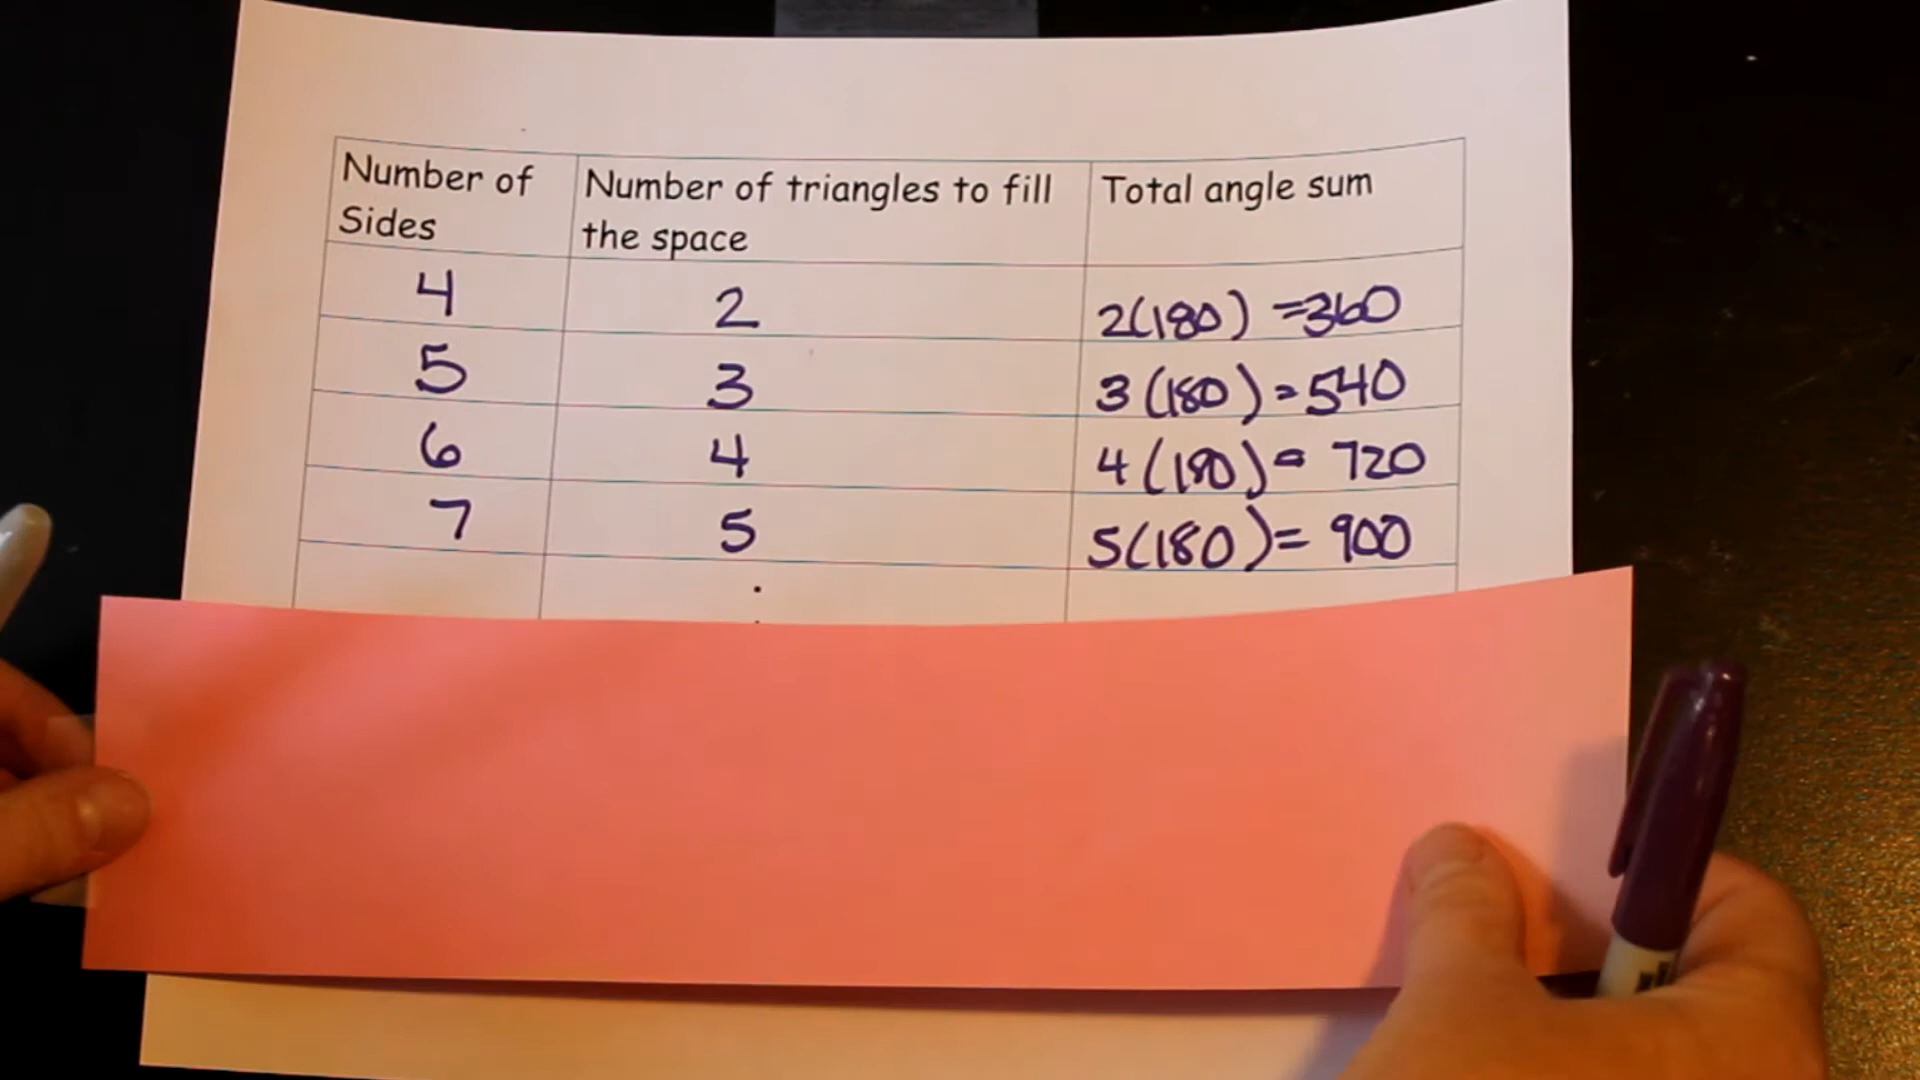 Number of
Sides
Number of triangles to fill
the space
Total angle sum
4 2 2(180) =360
5 3 3(180)=540
6 4 4(180)= 720
7 5 5(180)= 900